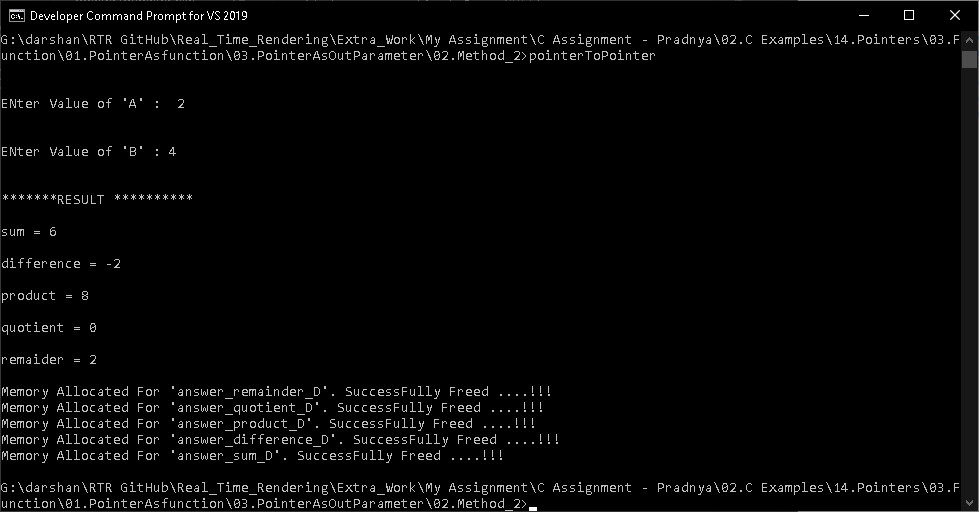 Developer Command Prompt for VS 2019
G:\darshan\RTR GitHub\Real_Time_Rendering\Extra_Work\My Assignment\C Assignment - Pradnya\02.C Examples\14.Pointers\03.F
unction\01.PointerAsfunction\03.PointerAsOutParameter\02.Method_2>pointerToPointer
ENter Value of 'A' :  2
ENter Value of 'B' : 4
*******RESULT **********
sum = 6
difference = -2
product = 8
quotient = 0
remaider = 2
Memory Allocated For 'answer_remainder_D'. SuccessFully Freed ....!!!
Memory Allocated For 'answer_quotient_D'. SuccessFully Freed ....!!!
Memory Allocated For 'answer_product_D'. SuccessFully Freed ....!!!
Memory Allocated For 'answer_difference_D'. SuccessFully Freed ....!!!
Memory Allocated For 'answer_sum_D'. SuccessFully Freed ....!!!
G:\darshan\RTR GitHub\Real_Time_Rendering\Extra_Work\My Assignment\C Assignment - Pradnya\02.C Examples\14.Pointers\03.F
unction\01.PointerAsfunction\03.PointerAsOutParameter\02.Method_2>